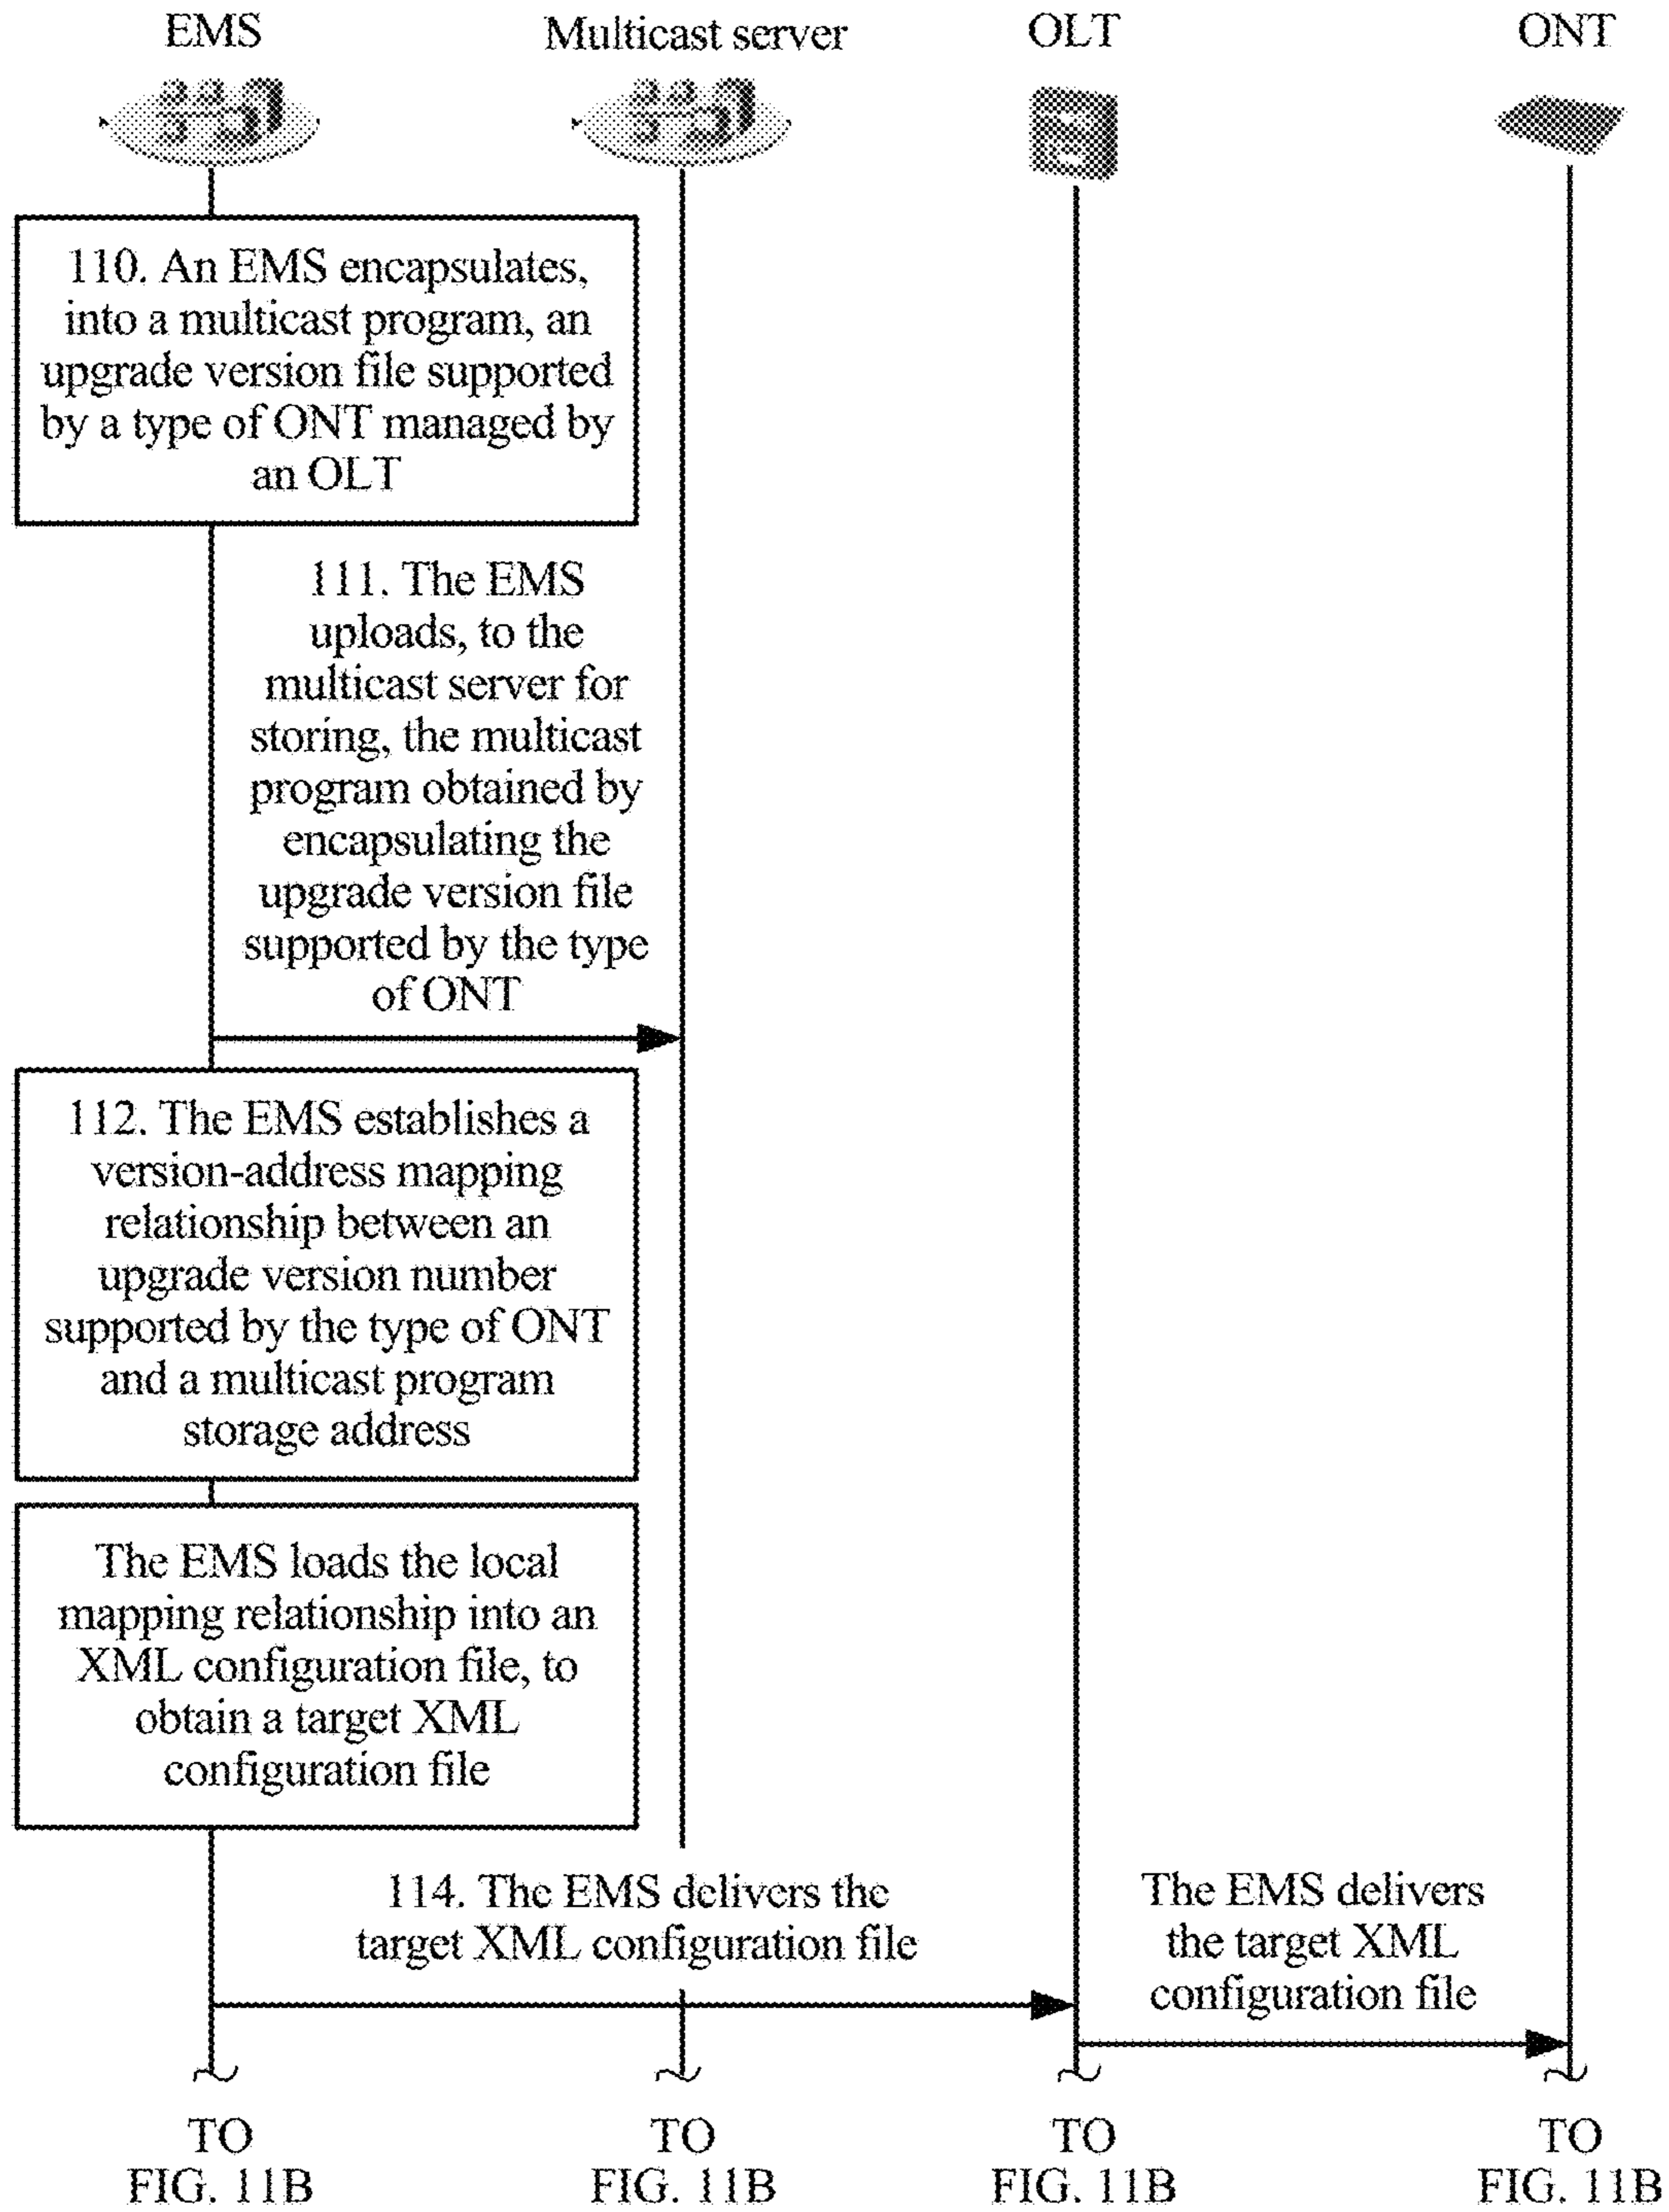 EMS
Multicast server
OLT
ONT
110. An EMS encapsulates,
into a multicast program, an
upgrade version file supported
by a type of ONT managed by
an OLT
111. The EMS
uploads, to the
multicast server for
storing, the multicast
program obtained by
encapsulating the
upgrade version file
supported by the type
of ONT
112. The EMS establishes a
version-address mapping
relationship between an
upgrade version number
supported by the type of ONT
and a multicast program
storage address
The EMS loads the local
mapping relationship into an
XML configuration file, to
obtain a target XML
configuration file
114. The EMS delivers the
target XML configuration file
The EMS delivers
the target XML
configuration file
TO
FIG. 11B
TO
FIG. 11B
TO
FIG. 11B
TO
FIG. 11B